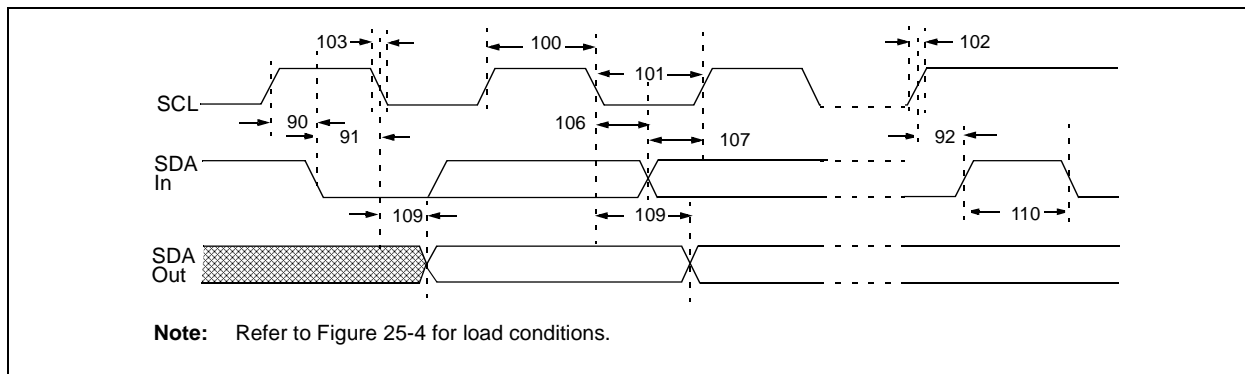 103
100
102
101
SCL
90
91
106
107
92
SDA
In
109
109
110
SDA
Out
Note: Refer to Figure 25-4 for load conditions.